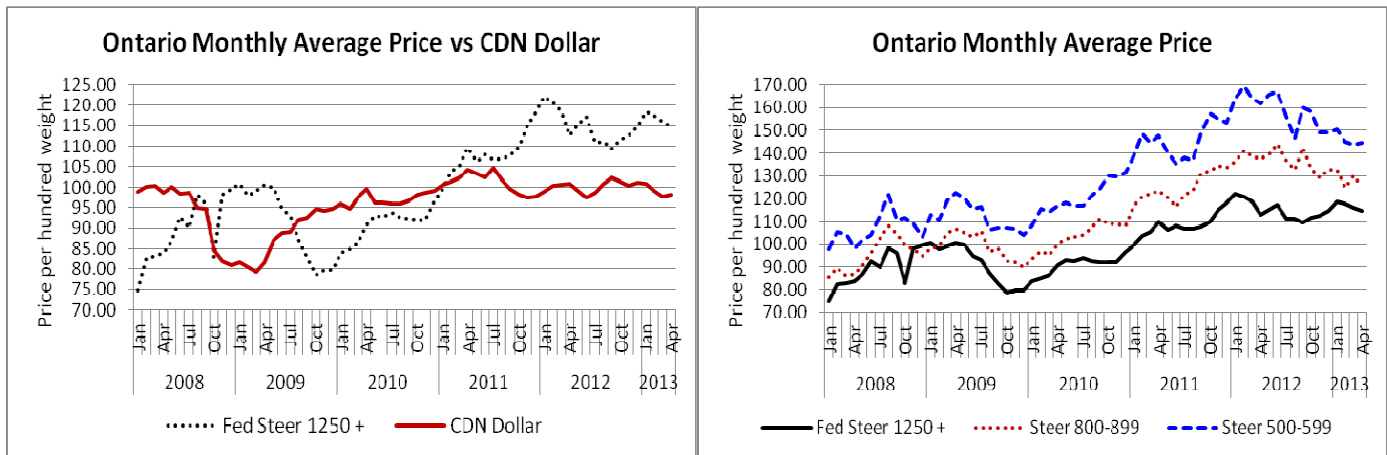 Ontario Monthly Average Price vs CDN Dollar
Price per hundred weight
125.00
120.00
115.00
110.00
105.00
100.00
95.00
90.00
85.00
80.00
75.00
70.00
Jan Apr Jul Oct Jan Apr Jul Oct Jan Apr Jul Oct Jan Apr Jul Oct Jan Apr Jul Oct Jan Apr
2008 2009 2010 2011 2012 2013
Fed Steer 1250 + CDN Dollar
Ontario Monthly Average Price
Price per hundred weight
170.00
160.00
150.00
140.00
130.00
120.00
110.00
100.00
90.00
80.00
70.00
Jan Apr Jul Oct Jan Apr Jul Oct Jan Apr Jul Oct Jan Apr Jul Oct Jan Apr Jul Oct Jan Apr
2008 2009 2010 2011 2012 2013
Fed Steer 1250 + Steer 800-899 Steer 500-599